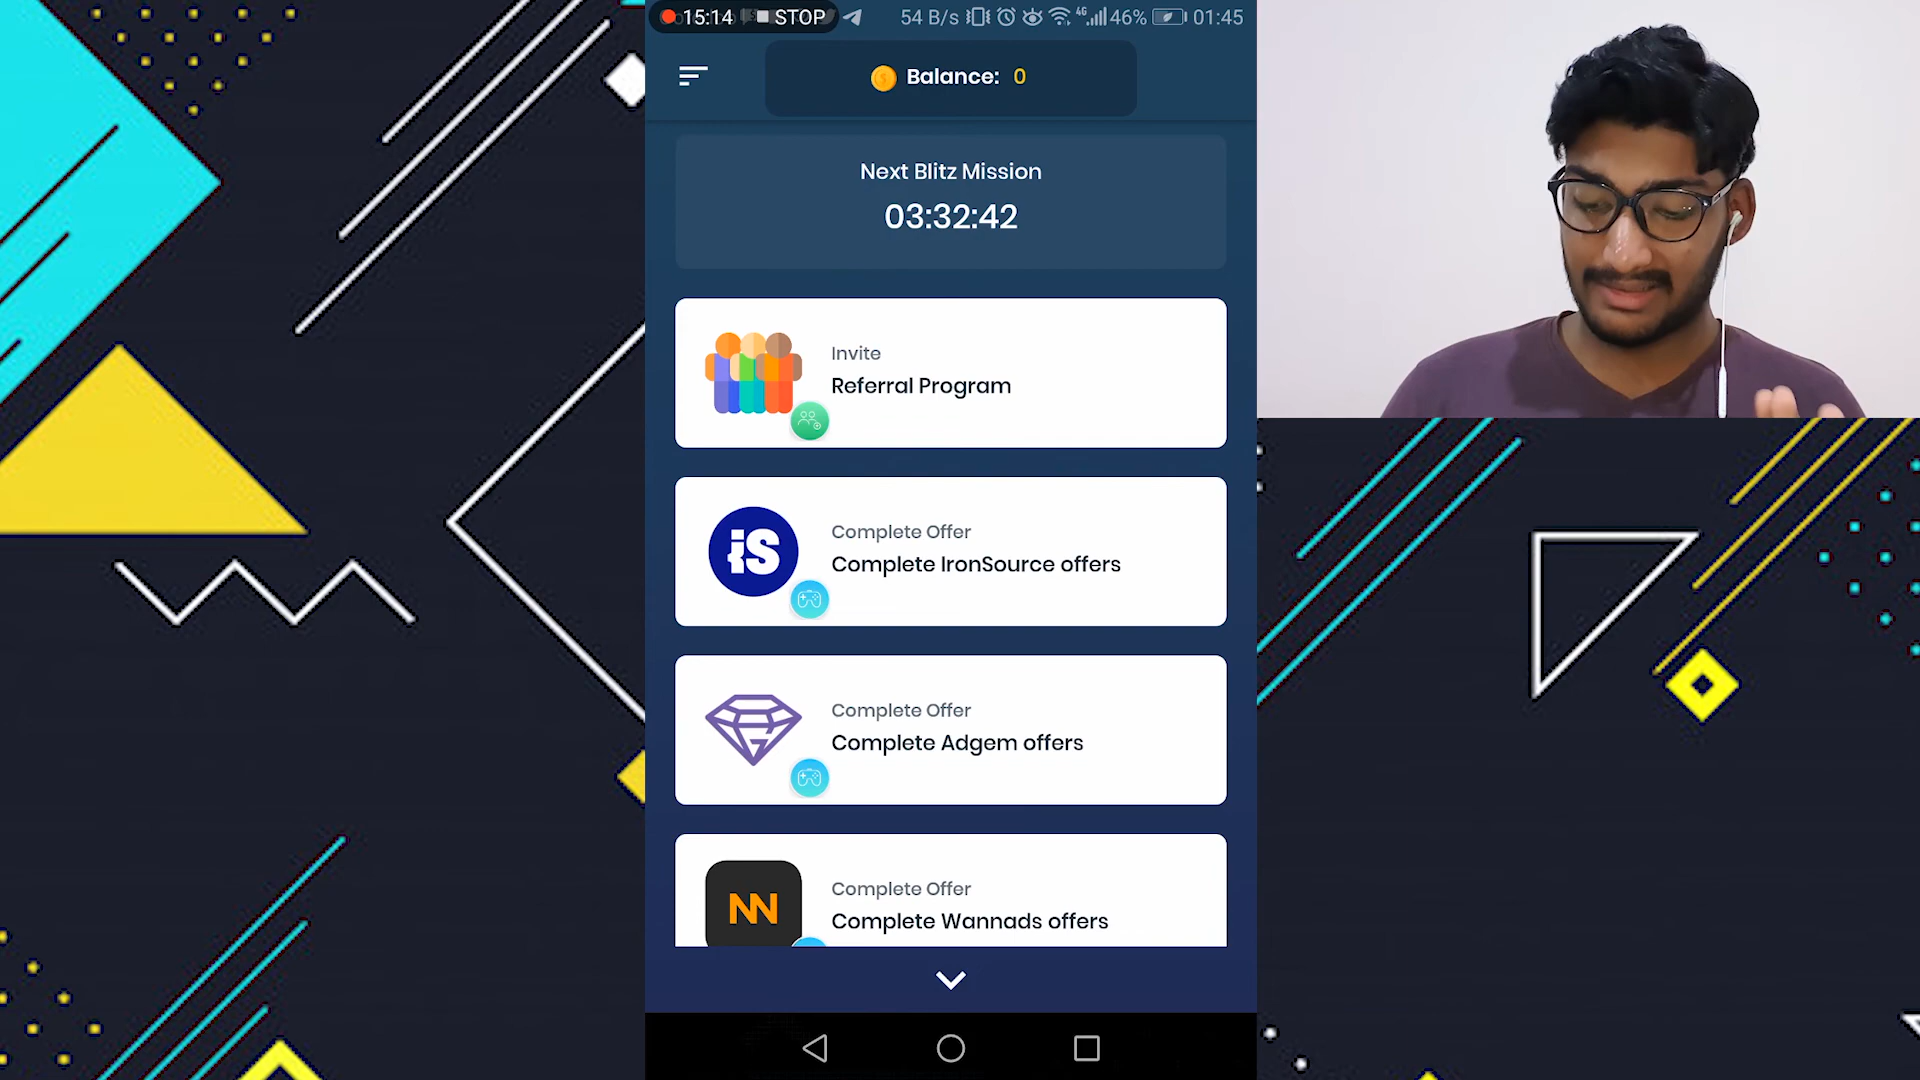 15:14 STOP 54 B/s 4G 46% 01:45
Balance: 0
Next Blitz Mission
03:32:42
Invite
Referral Program
iS
Complete Offer
Complete IronSource offers
Complete Offer
Complete Adgem offers
Complete Offer
Complete Wannads offers